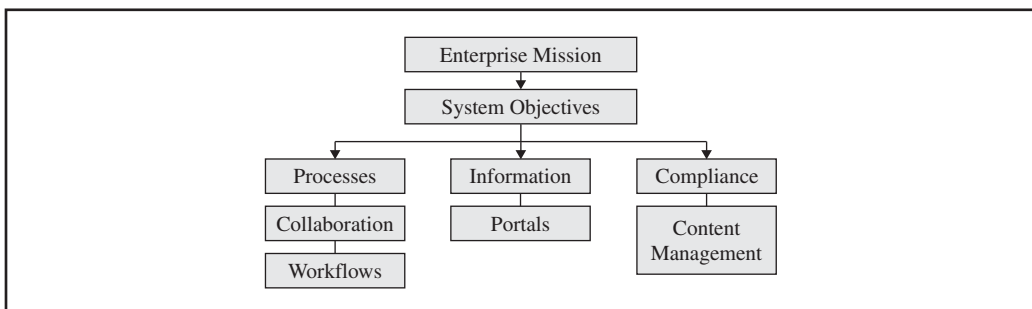 Enterprise Mission
System Objectives
Processes
Information
Compliance
Collaboration
Portals
Content
Management
Workflows